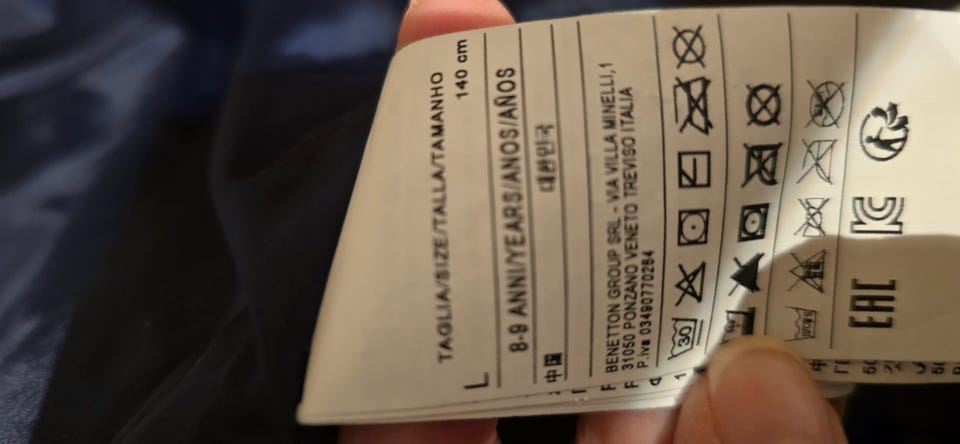 TAGLIA/SIZE/TALLA/TAMANHO
L 140 cm
8-9 ANNI/YEARS/ANOS/AÑOS
中国 대한민국
BENETTON GROUP SRL - VIA VILLA MINELLI,1
31050 PONZANO VENETO TREVISO ITALIA
P.iva 03490770264
30
EAC